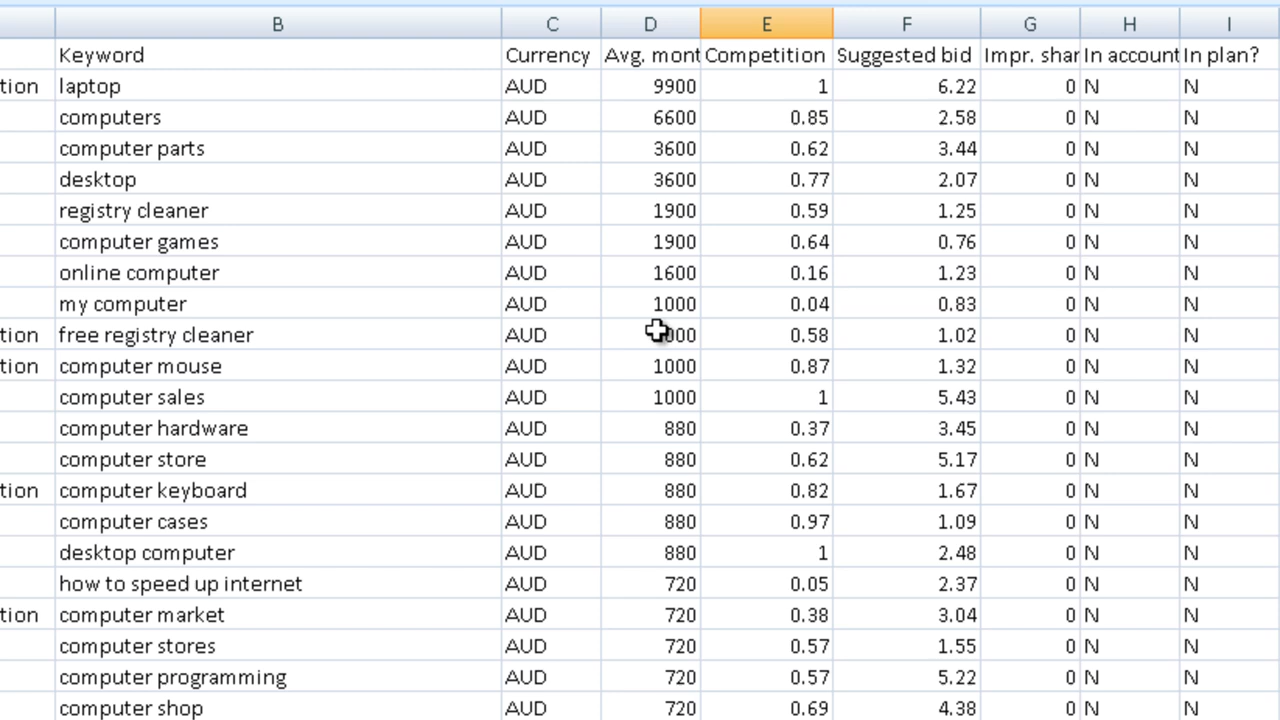 B C D E F G H I
Keyword Currency Avg. mont Competition Suggested bid Impr. shar In account In plan?
tion laptop AUD 9900 1 6.22 0 N N
computers AUD 6600 0.85 2.58 0 N N
computer parts AUD 3600 0.62 3.44 0 N N
desktop AUD 3600 0.77 2.07 0 N N
registry cleaner AUD 1900 0.59 1.25 0 N N
computer games AUD 1900 0.64 0.76 0 N N
online computer AUD 1600 0.16 1.23 0 N N
my computer AUD 1000 0.04 0.83 0 N N
tion free registry cleaner AUD 0.58 1.02 0 N N
tion computer mouse AUD 1000 0.87 1.32 0 N N
computer sales AUD 1000 1 5.43 0 N N
computer hardware AUD 880 0.37 3.45 0 N N
computer store AUD 880 0.62 5.17 0 N N
tion computer keyboard AUD 880 0.82 1.67 0 N N
computer cases AUD 880 0.97 1.09 0 N N
desktop computer AUD 880 1 2.48 0 N N
how to speed up internet AUD 720 0.05 2.37 0 N N
tion computer market AUD 720 0.38 3.04 0 N N
computer stores AUD 720 0.57 1.55 0 N N
computer programming AUD 720 0.57 5.22 0 N N
computer shop AUD 720 0.69 4.38 0 N N